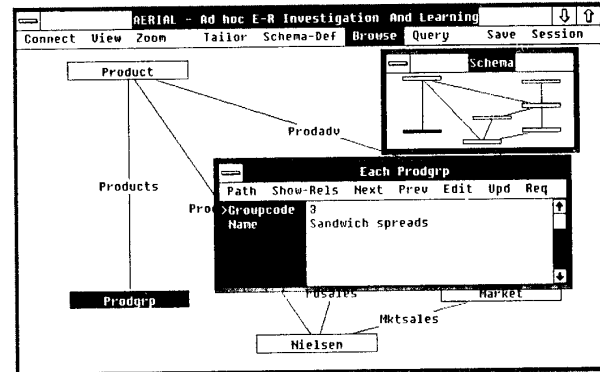 AERIAL - Ad hoc E-R Investigation And Learning
Connect View Zoom Tailor Schema-Def Browse Query Save Session
Schema
Product
Prodadv
Each Prodgrp
Path Show-Rels Next Prev Edit Upd Req
Products
>Groupcode 3
Name Sandwich spreads
Prodgrp
Market
Mktsales
Nielsen